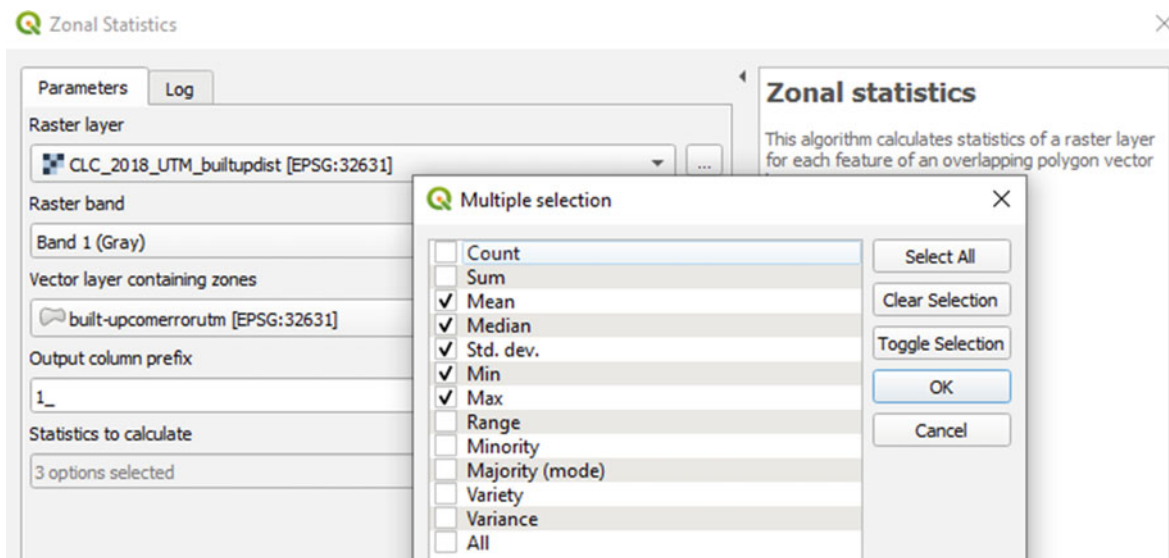 Zonal Statistics
Parameters
Log
Raster layer
CLC_2018_UTM_builtupdist [EPSG:32631]
...
Raster band
Band 1 (Gray)
Vector layer containing zones
built-upcomerrorutm [EPSG:32631]
Output column prefix
1_
Statistics to calculate
3 options selected
Zonal statistics
This algorithm calculates statistics of a raster layer
for each feature of an overlapping polygon vector
Multiple selection
Count
Sum
Mean
Median
Std. dev.
Min
Max
Range
Minority
Majority (mode)
Variety
Variance
All
Select All
Clear Selection
Toggle Selection
OK
Cancel